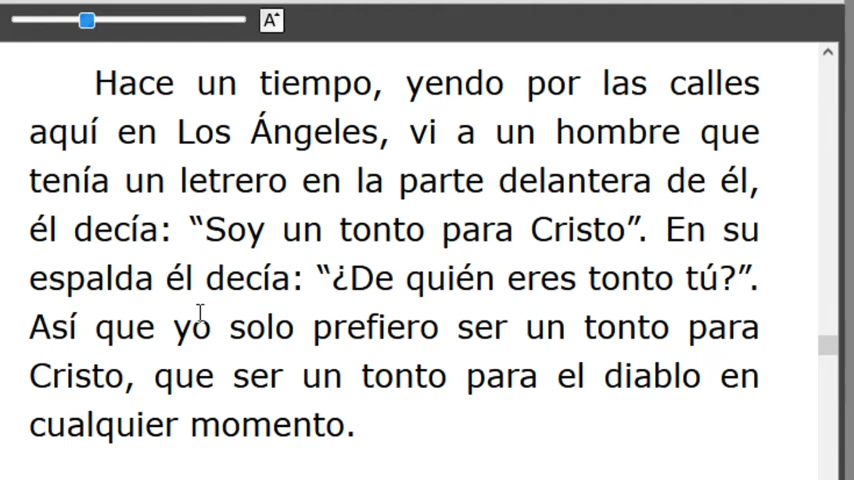 A
Hace un tiempo, yendo por las calles
aquí en Los Ángeles, vi a un hombre que
tenía un letrero en la parte delantera de él,
él decía: “Soy un tonto para Cristo”. En su
espalda él decía: “¿De quién eres tonto tú?”.
Así que yo solo prefiero ser un tonto para
Cristo, que ser un tonto para el diablo en
cualquier momento.